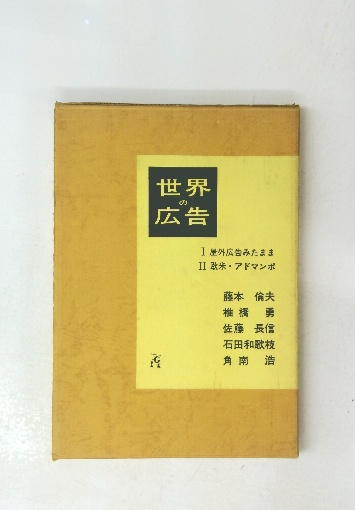 世界
の
広告
I 屋外広告みたまま
II 欧米・アドマンポ
藤本 倫夫
椎橋 勇
佐藤 長信
石田和歌枝
角南 浩